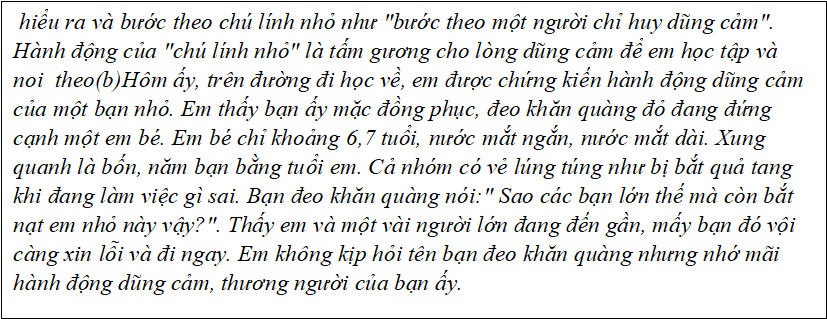 hiểu ra và bước theo chú lính nhỏ như "bước theo một người chỉ huy dũng cảm".
Hành động của "chú lính nhỏ" là tấm gương cho lòng dũng cảm để em học tập và
noi theo(b)Hôm ấy, trên đường đi học về, em được chứng kiến hành động dũng cảm
của một bạn nhỏ. Em thấy bạn ấy mặc đồng phục, đeo khăn quàng đỏ đang đứng
cạnh một em bé. Em bé chỉ khoảng 6,7 tuổi, nước mắt ngắn, nước mắt dài. Xung
quanh là bốn, năm bạn bằng tuổi em. Cả nhóm có vẻ lúng túng như bị bắt quả tang
khi đang làm việc gì sai. Bạn đeo khăn quàng nói:" Sao các bạn lớn thế mà còn bắt
nạt em nhỏ này vậy?". Thấy em và một vài người lớn đang đến gần, mấy bạn đó vội
càng xin lỗi và đi ngay. Em không kịp hỏi tên bạn đeo khăn quàng nhưng nhớ mãi
hành động dũng cảm, thương người của bạn ấy.